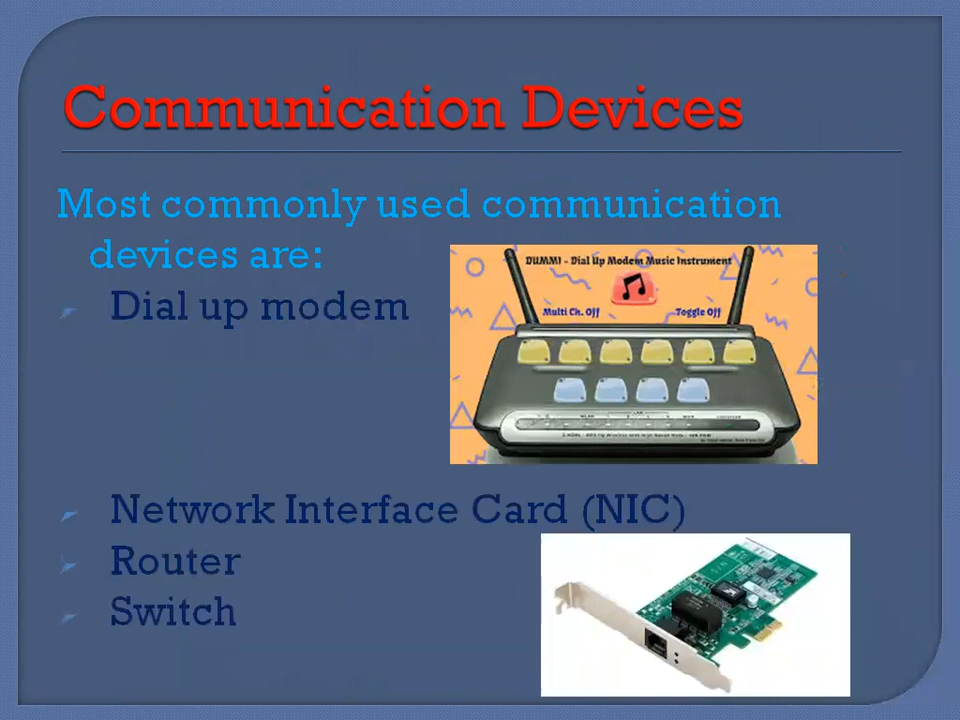 Communication Devices
Most commonly used communication
devices are:
Dial up modem
DUMMI - Dial Up Modem Music Instrument
Multi Ch. Off Toggle Off
Network Interface Card (NIC)
Router
Switch